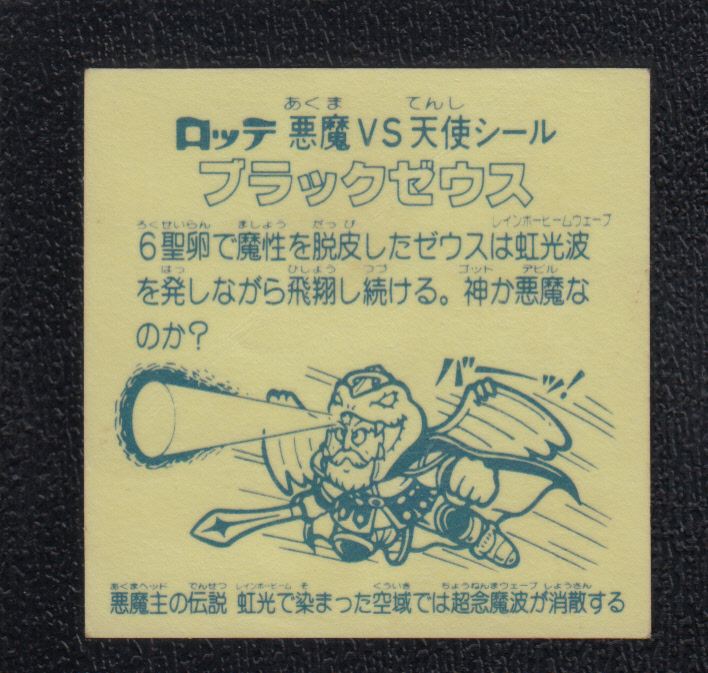 あくま てんし
ロッテ 悪魔VS天使シール
ブラックゼウス
ろくせいらん ましょう だっぴ レインボービームウェーブ
6聖卵で魔性を脱皮したゼウスは虹光波
はっ ひしょう つづ ゴッド デビル
を発しながら飛翔し続ける。神か悪魔な
のか?
バーッ!
あくまヘッド でんせつ レインボービーム そ くういき ちょうねんまウェーブ しょうさん
悪魔主の伝説 虹光で染まった空域では超念魔波が消散する